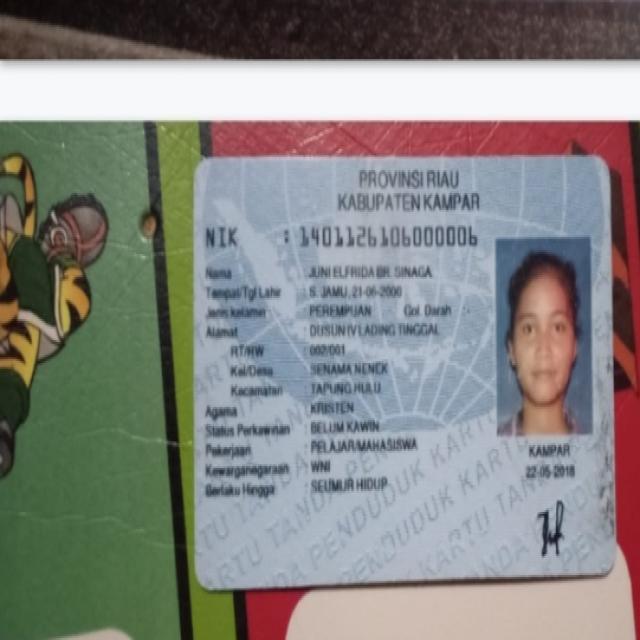 PROVINSI RIAU
KABUPATEN KAMPAR
NIK : 1401126106000006
Nama : JUNI ELFRIDA BR. SINAGA
Tempat/Tgl Lahir : S. JAMU, 21-06-2000
Jenis kelamin : PEREMPUAN Gol. Darah : -
Alamat : DUSUN IV LADING TINGGAL
RT/RW : 002/001
Kel/Desa : SENAMA NENEK
Kecamatan : TAPUNG HULU
Agama : KRISTEN
Status Perkawinan : BELUM KAWIN
Pekerjaan : PELAJAR/MAHASISWA
Kewarganegaraan : WNI
Berlaku Hingga : SEUMUR HIDUP
KAMPAR
22-05-2018